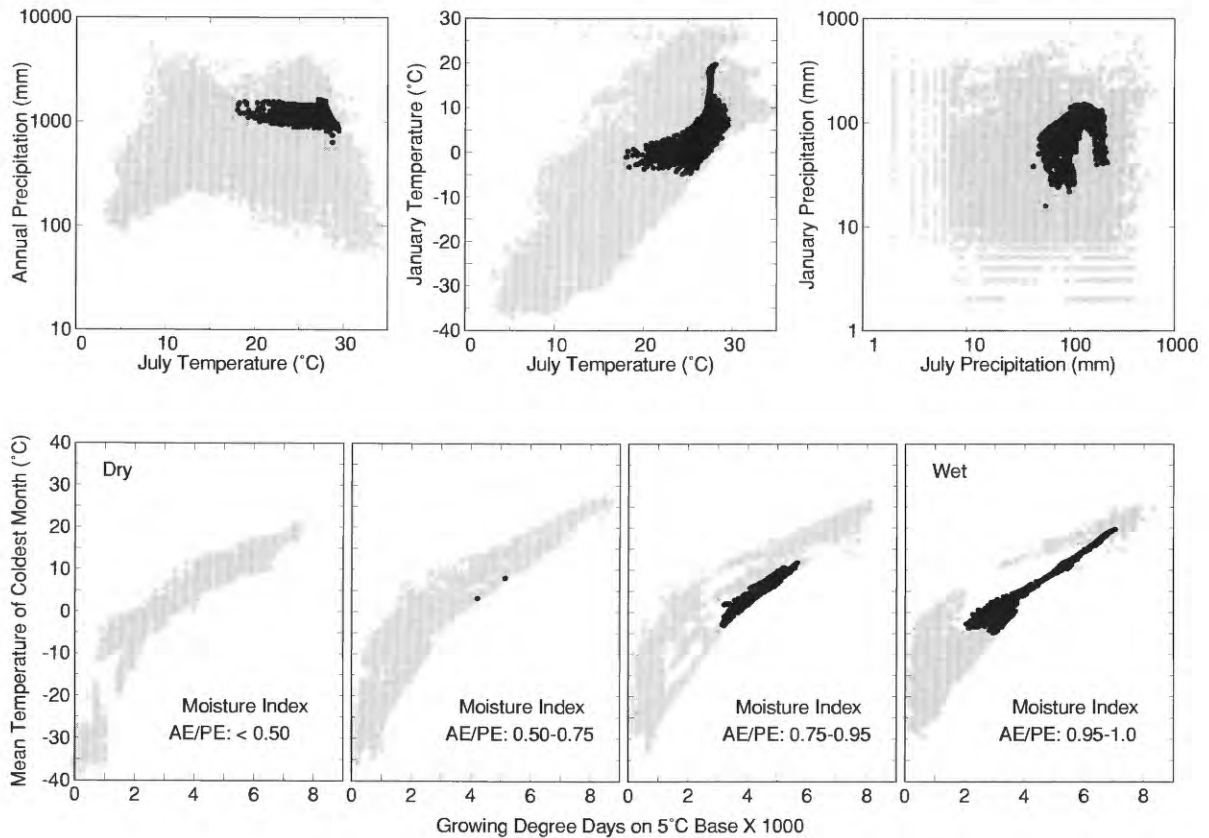 10000
1000
100
10
Annual Precipitation (mm)
0 10 20 30
July Temperature (°C)
30
20
10
0
-10
-20
-30
-40
January Temperature (°C)
0 10 20 30
July Temperature (°C)
1000
100
10
1
January Precipitation (mm)
1 10 100 1000
July Precipitation (mm)
40
30
20
10
0
-10
-20
-30
-40
Mean Temperature of Coldest Month (°C)
Dry
Moisture Index
AE/PE: < 0.50
0 2 4 6 8
Moisture Index
AE/PE: 0.50-0.75
0 2 4 6 8
Moisture Index
AE/PE: 0.75-0.95
0 2 4 6 8
Wet
Moisture Index
AE/PE: 0.95-1.0
0 2 4 6 8
Growing Degree Days on 5°C Base X 1000